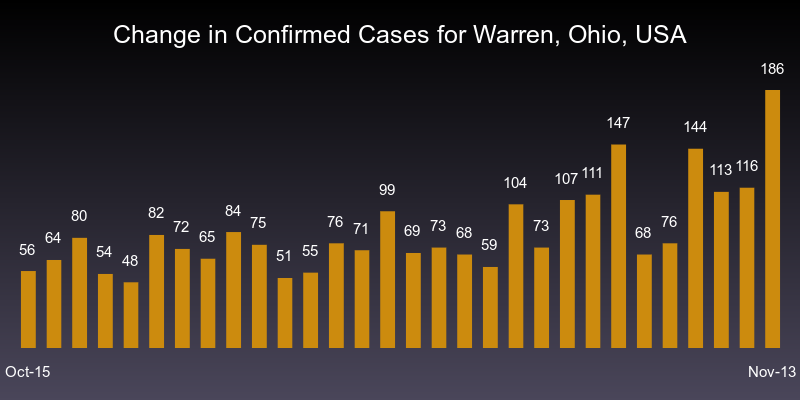 Change in Confirmed Cases for Warren, Ohio, USA
56 64 80 54 48 82 72 65 84 75 51 55 76 71 99 69 73 68 59 104 73 107 111 147 68 76 144 113 116 186
Oct-15 Nov-13